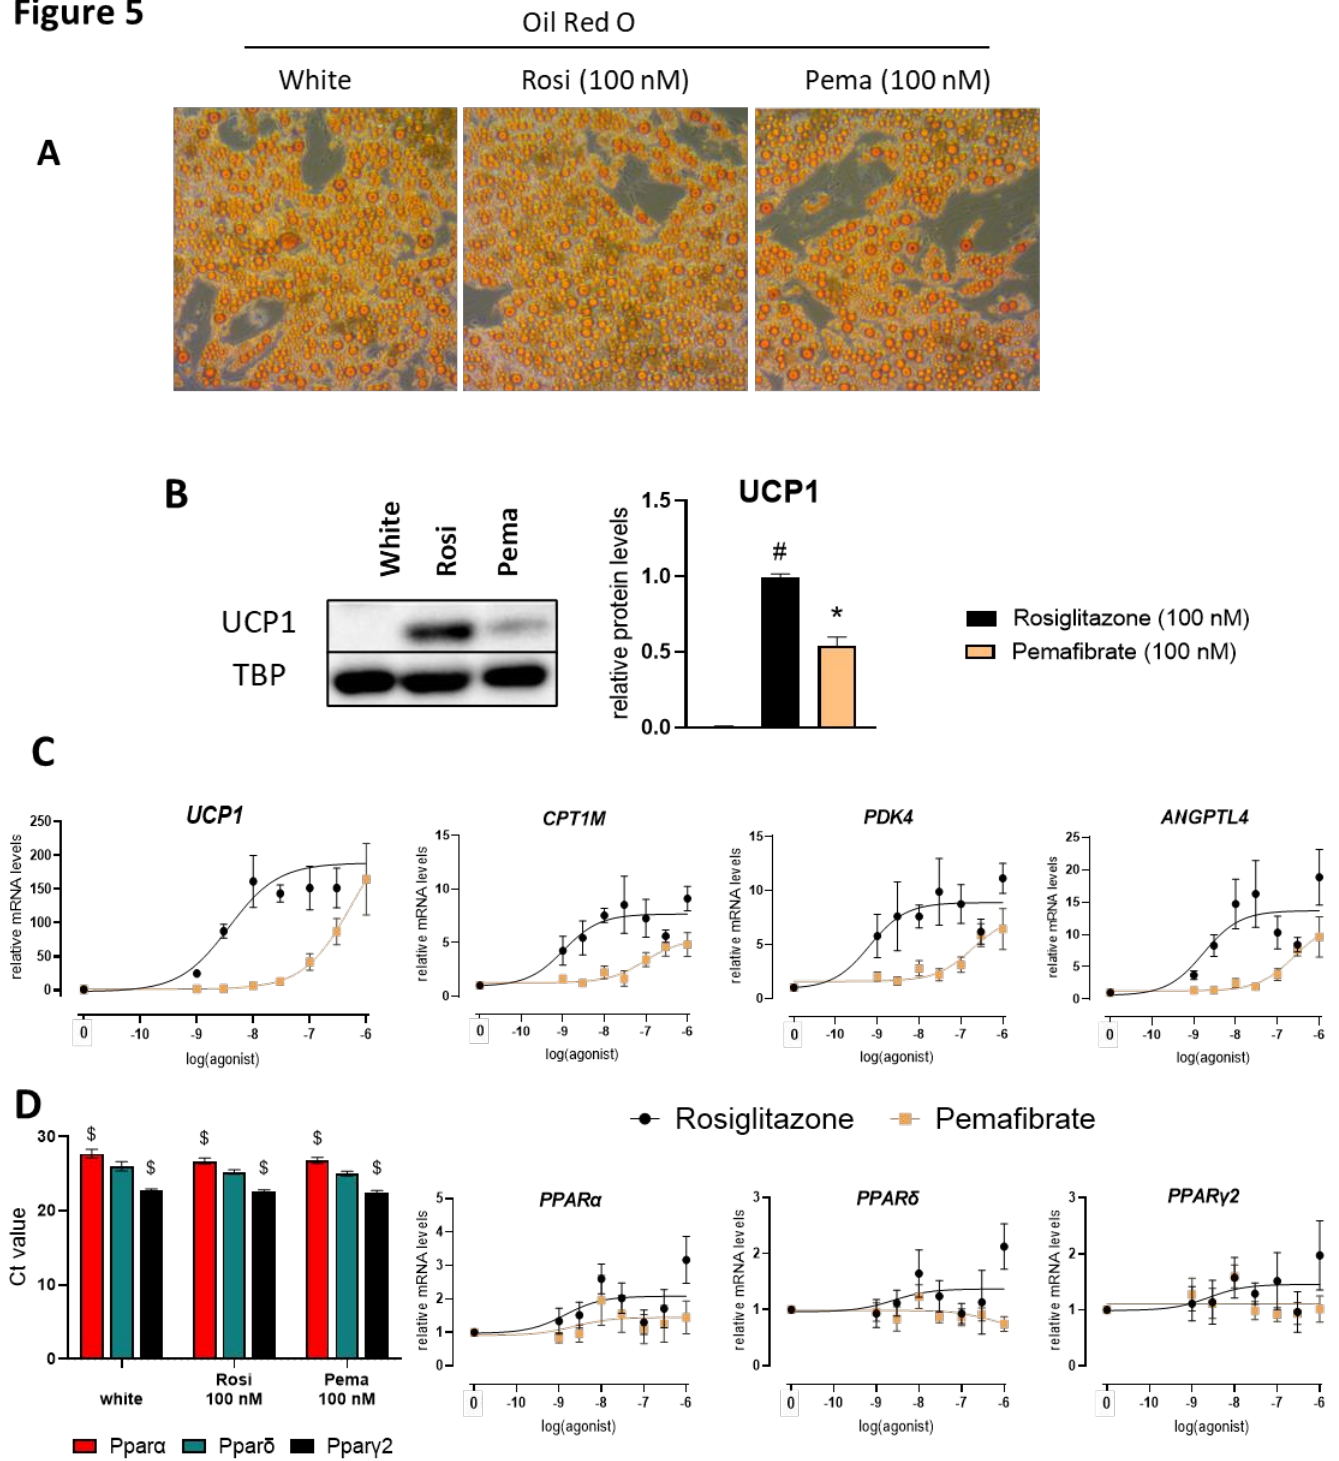 Figure 5
Oil Red O
White Rosi (100 nM) Pema (100 nM)
A
B
White
Rosi
Pema
UCP1
TBP
UCP1
relative protein levels
1.5
1.0
0.5
0.0
#
*
Rosiglitazone (100 nM)
Pemafibrate (100 nM)
C
UCP1
relative mRNA levels
250
200
150
100
50
0
0 -10 -9 -8 -7 -6
log(agonist)
CPT1M
relative mRNA levels
15
10
5
0
0 -10 -9 -8 -7 -6
log(agonist)
PDK4
relative mRNA levels
15
10
5
0
0 -10 -9 -8 -7 -6
log(agonist)
ANGPTL4
relative mRNA levels
25
20
15
10
5
0
0 -10 -9 -8 -7 -6
log(agonist)
Rosiglitazone Pemafibrate
D
Ct value
30
20
10
0
$ $ $ $ $ $
white
Rosi
100 nM
Pema
100 nM
Pparα Pparδ Pparγ2
PPARα
relative mRNA levels
5
4
3
2
1
0
0 -10 -9 -8 -7 -6
log(agonist)
PPARδ
relative mRNA levels
3
2
1
0
0 -10 -9 -8 -7 -6
log(agonist)
PPARγ2
relative mRNA levels
3
2
1
0
0 -10 -9 -8 -7 -6
log(agonist)